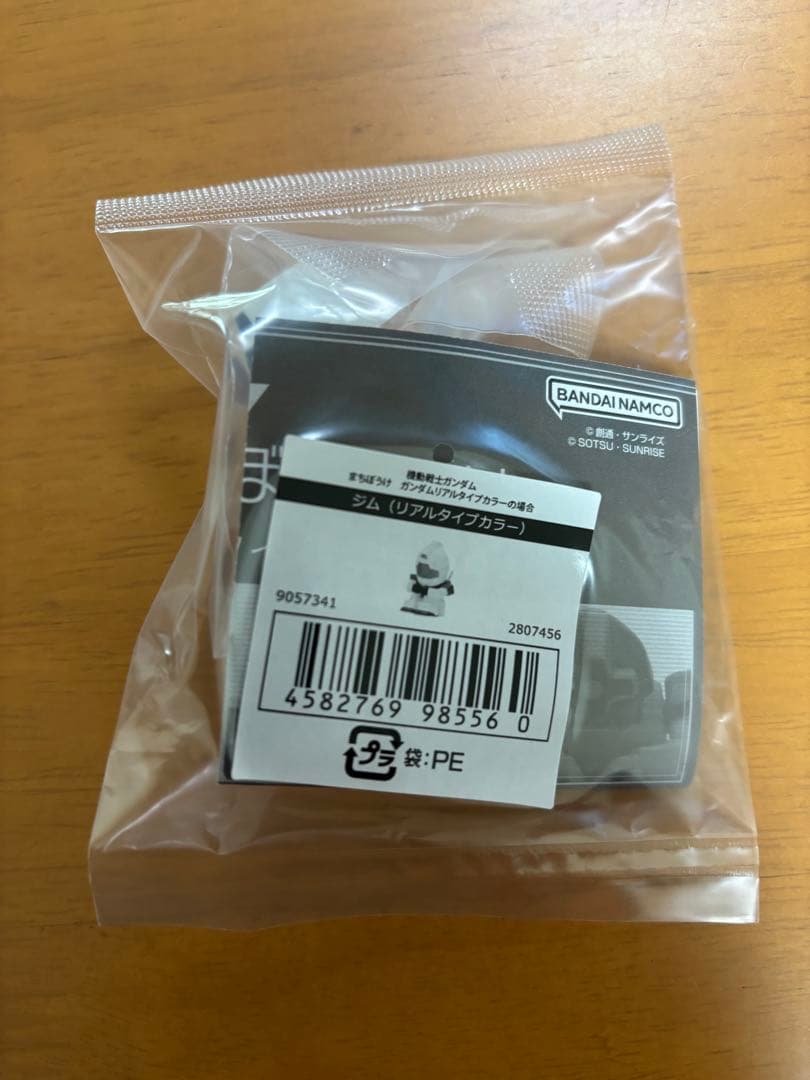 BANDAI NAMCO
©創通・サンライズ
© SOTSU・SUNRISE
ぼ
機動戦士ガンダム
まちぼうけ ガンダムリアルタイプカラーの場合
ジム（リアルタイプカラー）
9057341
2807456
4582769 98556 0
プラ 袋:PE